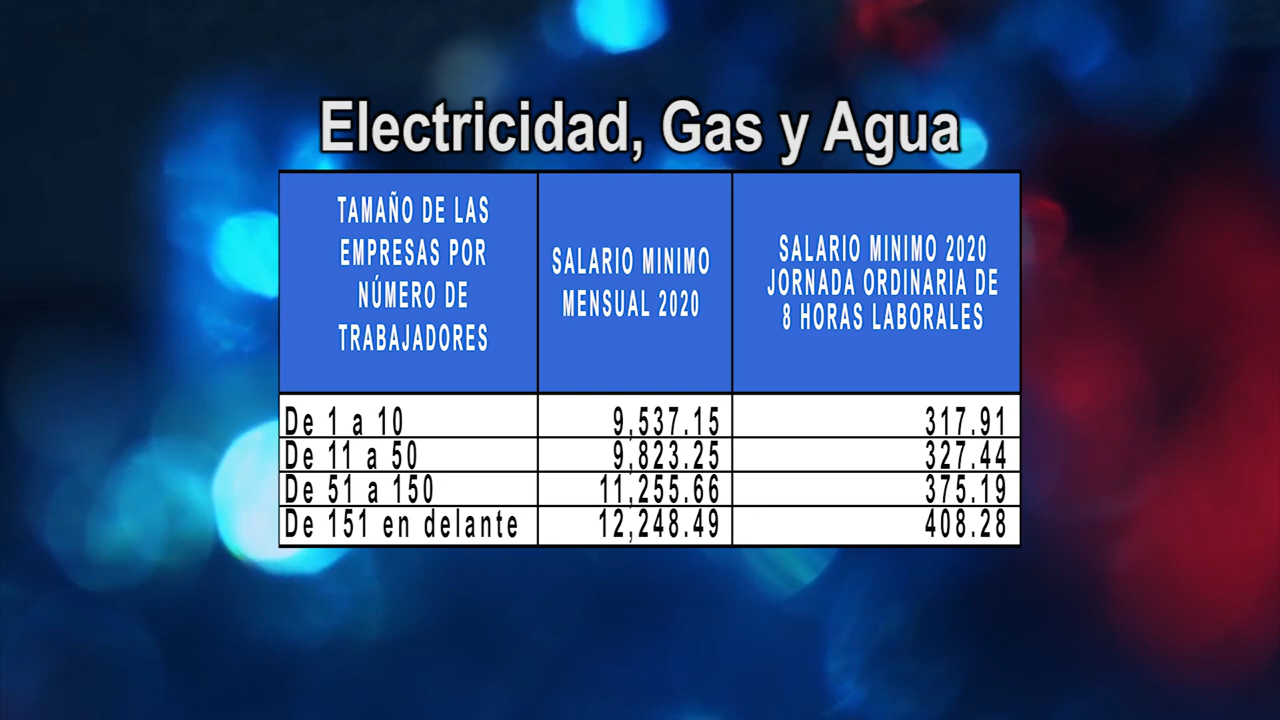 Electricidad, Gas y Agua
TAMAÑO DE LAS
EMPRESAS POR
NÚMERO DE
TRABAJADORES
SALARIO MINIMO
MENSUAL 2020
SALARIO MINIMO 2020
JORNADA ORDINARIA DE
8 HORAS LABORALES
De 1 a 10 9,537.15 317.91
De 11 a 50 9,823.25 327.44
De 51 a 150 11,255.66 375.19
De 151 en delante 12,248.49 408.28